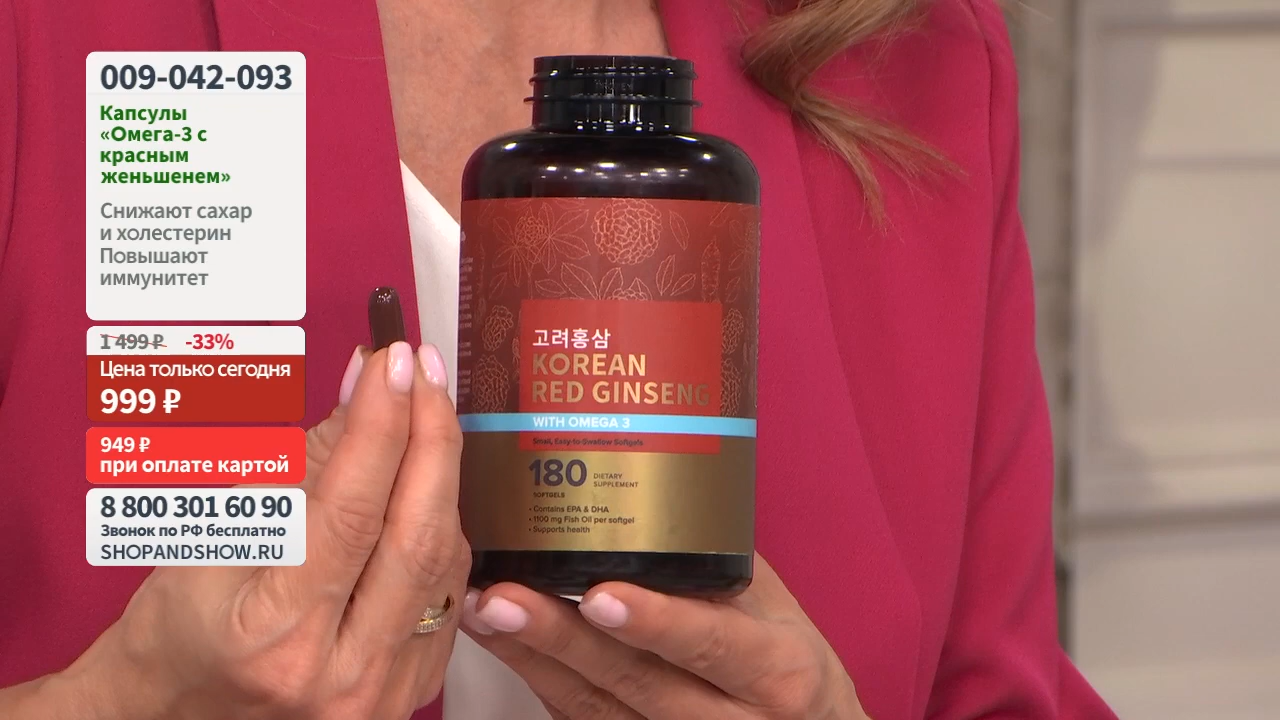 009-042-093
Капсулы
«Омега-3 с
красным
женьшенем»
Снижают сахар
и холестерин
Повышают
иммунитет
1 499 ₽ -33%
Цена только сегодня
999 ₽
949 ₽
при оплате картой
8 800 301 60 90
Звонок по РФ бесплатно
SHOPANDSHOW.RU
고려홍삼
KOREAN
RED GINSENG
WITH OMEGA 3
Small, Easy-to-Swallow Softgels
180
SOFTGELS
DIETARY
SUPPLEMENT
• Contains EPA & DHA
• 1100 mg Fish Oil per softgel
• Supports health